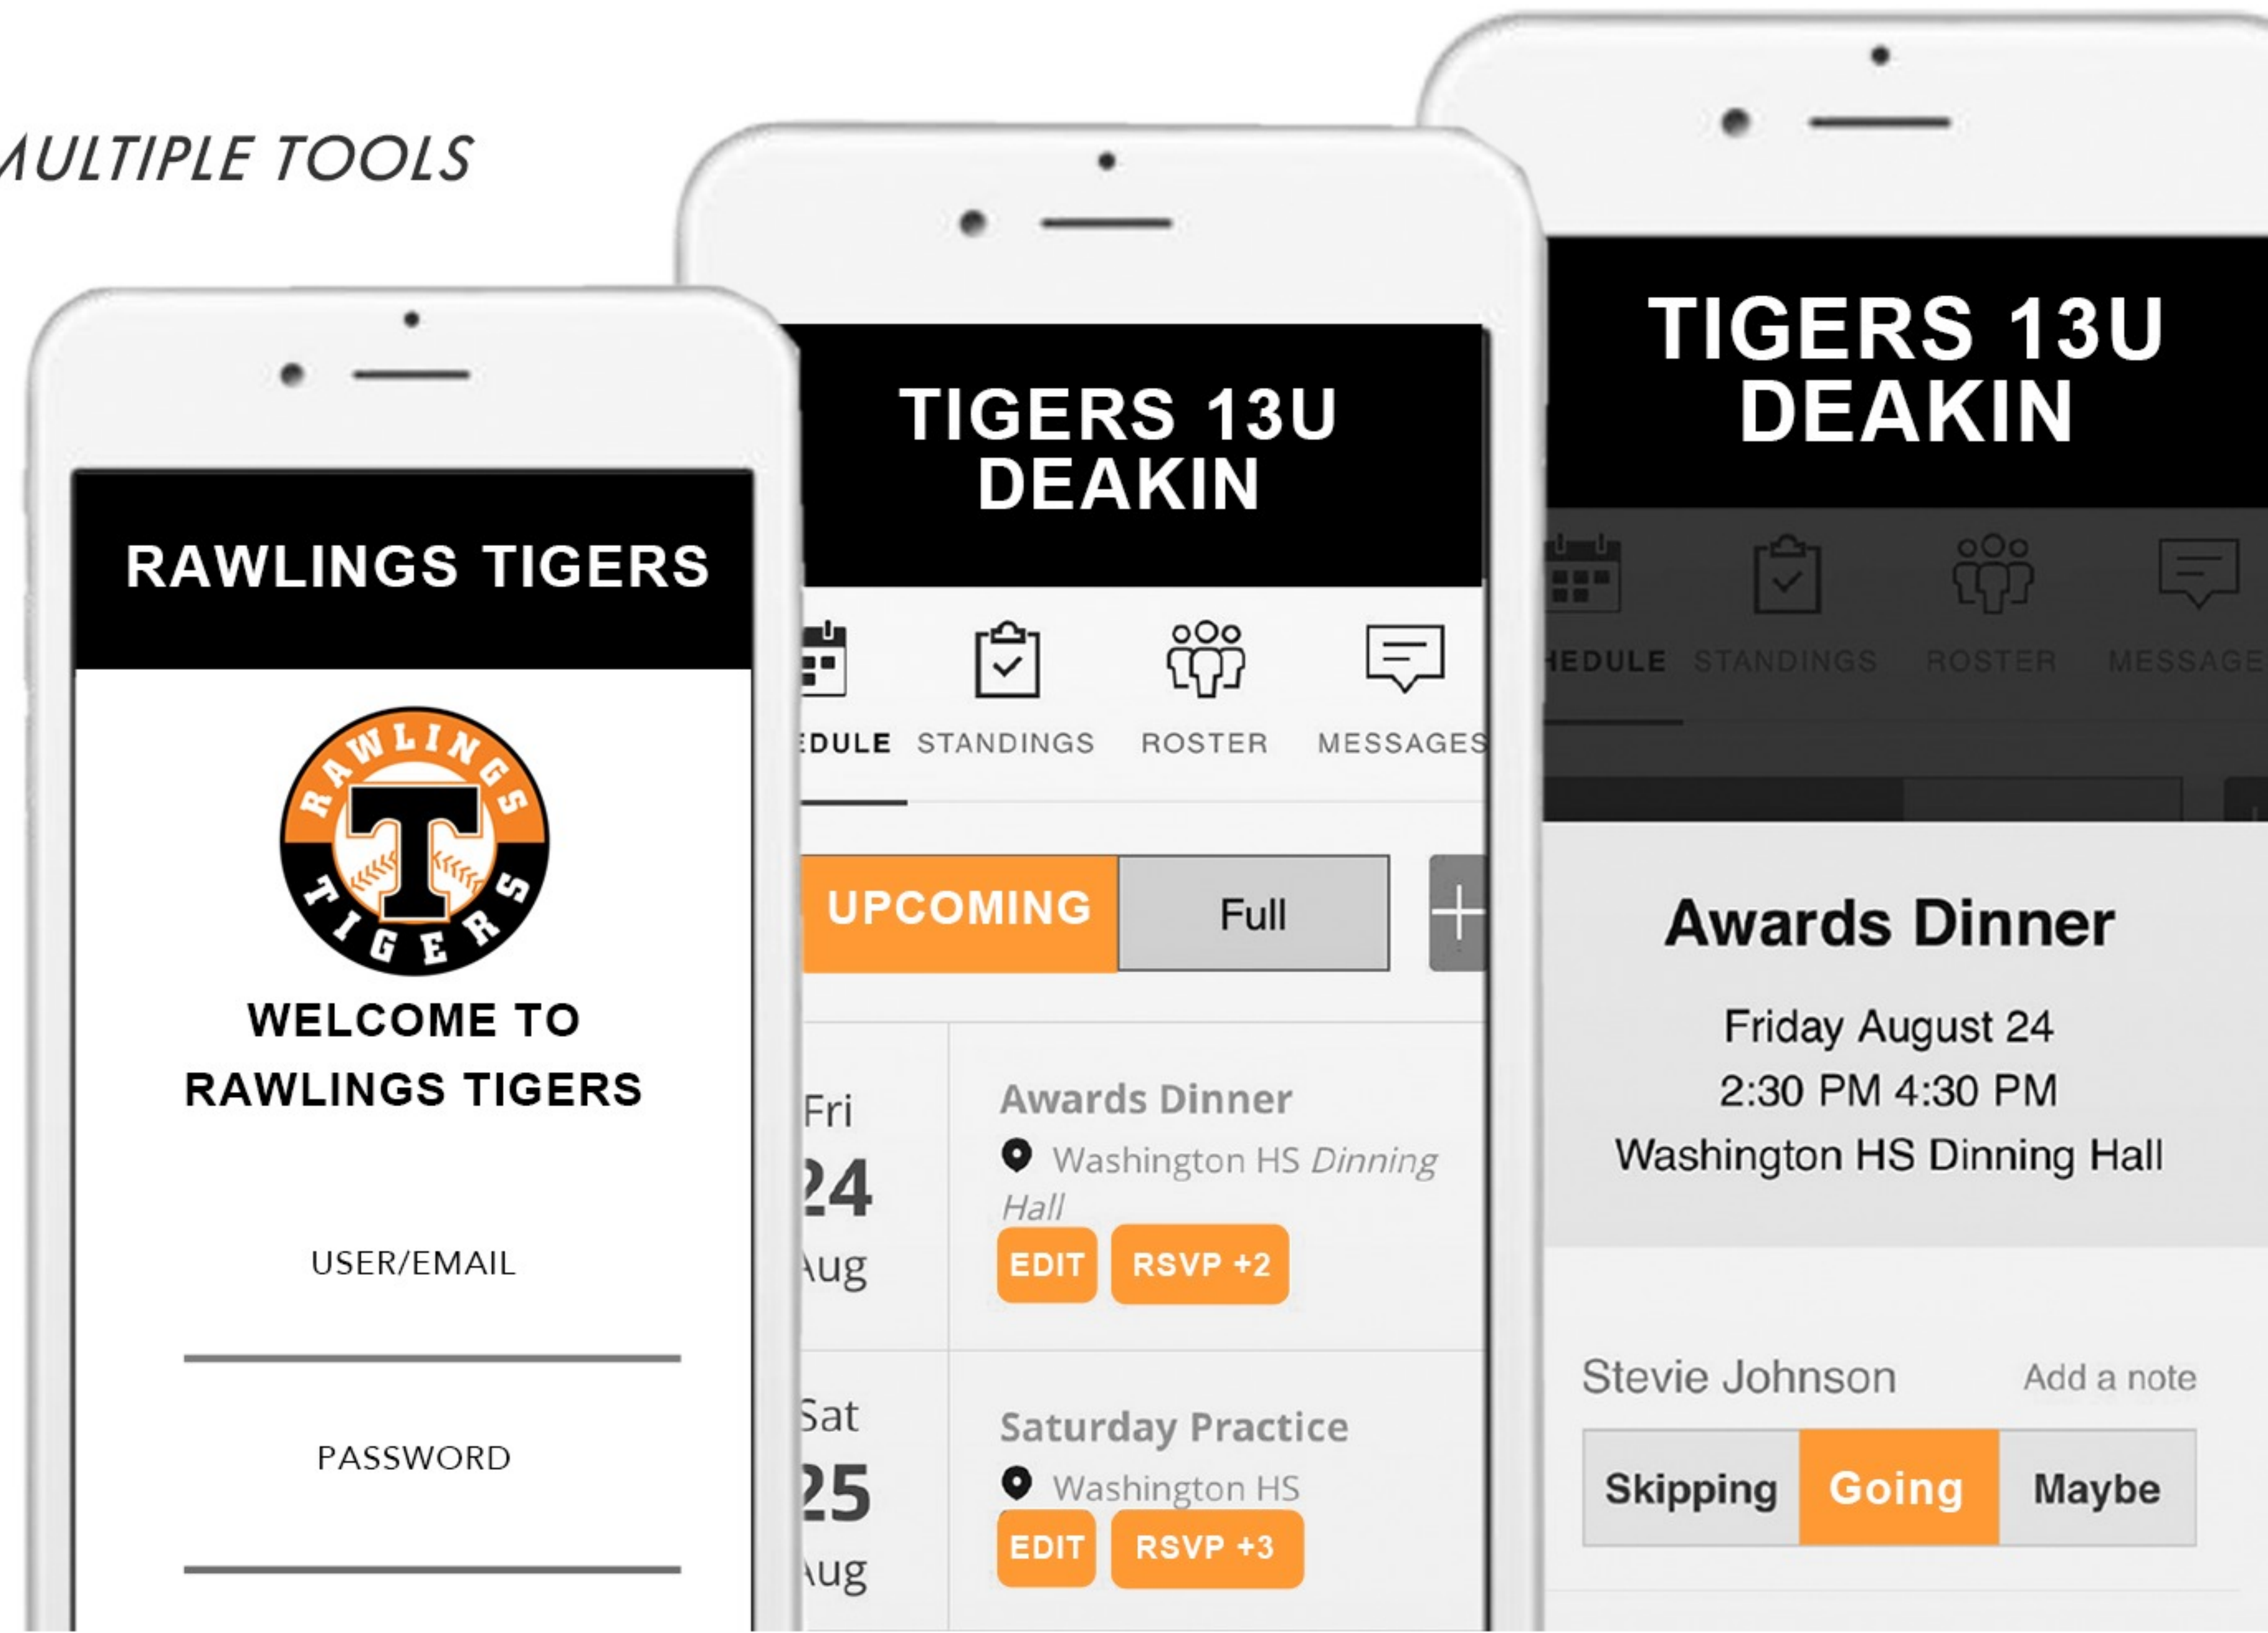 MULTIPLE TOOLS
RAWLINGS TIGERS
RAWLINGS
T
TIGERS
WELCOME TO
RAWLINGS TIGERS
USER/EMAIL
PASSWORD
TIGERS 13U
DEAKIN
EDULE STANDINGS ROSTER MESSAGES
UPCOMING Full +
Fri
24
Aug
Awards Dinner
Washington HS Dinning
Hall
EDIT RSVP +2
Sat
25
Aug
Saturday Practice
Washington HS
EDIT RSVP +3
TIGERS 13U
DEAKIN
HEDULE STANDINGS ROSTER MESSAGE
Awards Dinner
Friday August 24
2:30 PM 4:30 PM
Washington HS Dinning Hall
Stevie Johnson Add a note
Skipping Going Maybe